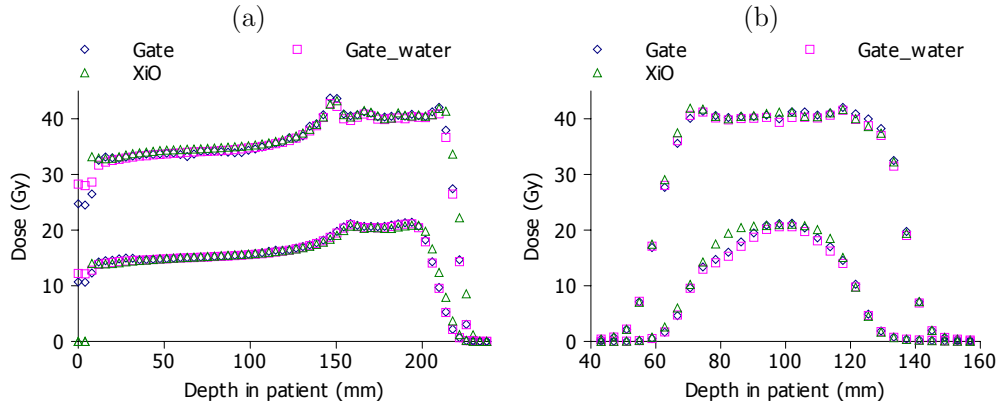 (a)
Gate
Gate_water
XiO
Dose (Gy)
40
30
20
10
0
0
50
100
150
200
Depth in patient (mm)
(b)
Gate
Gate_water
XiO
Dose (Gy)
40
30
20
10
0
40
60
80
100
120
140
160
Depth in patient (mm)